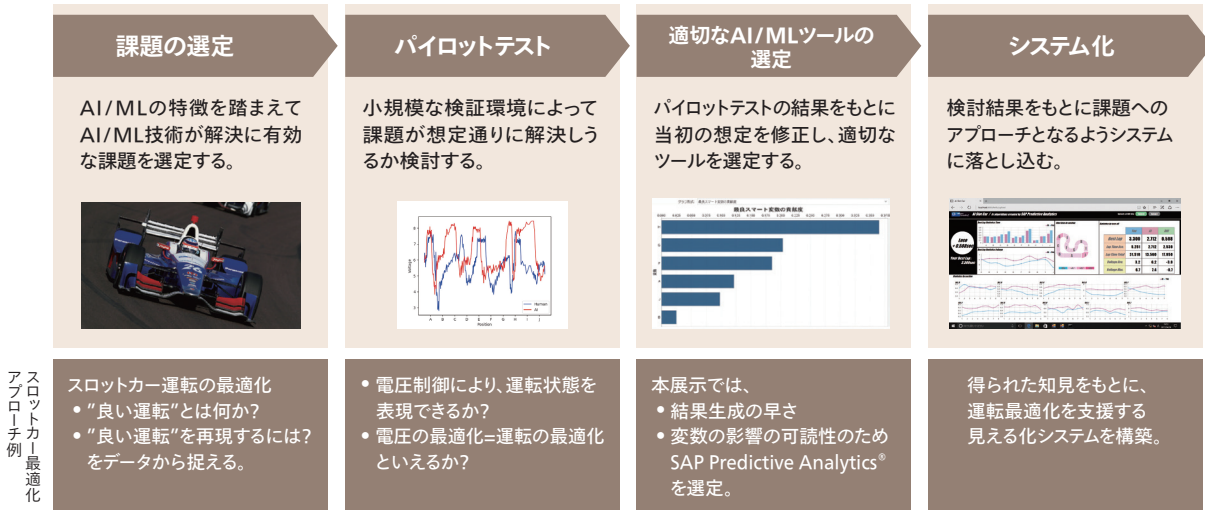 課題の選定
AI/MLの特徴を踏まえて
AI/ML技術が解決に有効
な課題を選定する。
パイロットテスト
小規模な検証環境によって
課題が想定通りに解決しう
るか検討する。
Voltage
Position
A B C D E F G H I J
Human
AI
適切なAI/MLツールの
選定
パイロットテストの結果をもとに
当初の想定を修正し、適切な
ツールを選定する。
最良スマート変数の貢献度
システム化
検討結果をもとに課題への
アプローチとなるようシステム
に落とし込む。
スロットカー最適化
アプローチ例
スロットカー運転の最適化
• "良い運転"とは何か?
• "良い運転"を再現するには?
をデータから捉える。
• 電圧制御により、運転状態を
表現できるか?
• 電圧の最適化=運転の最適化
といえるか?
本展示では、
• 結果生成の早さ
• 変数の影響の可読性のため
SAP Predictive Analytics®
を選定。
得られた知見をもとに、
運転最適化を支援する
見える化システムを構築。